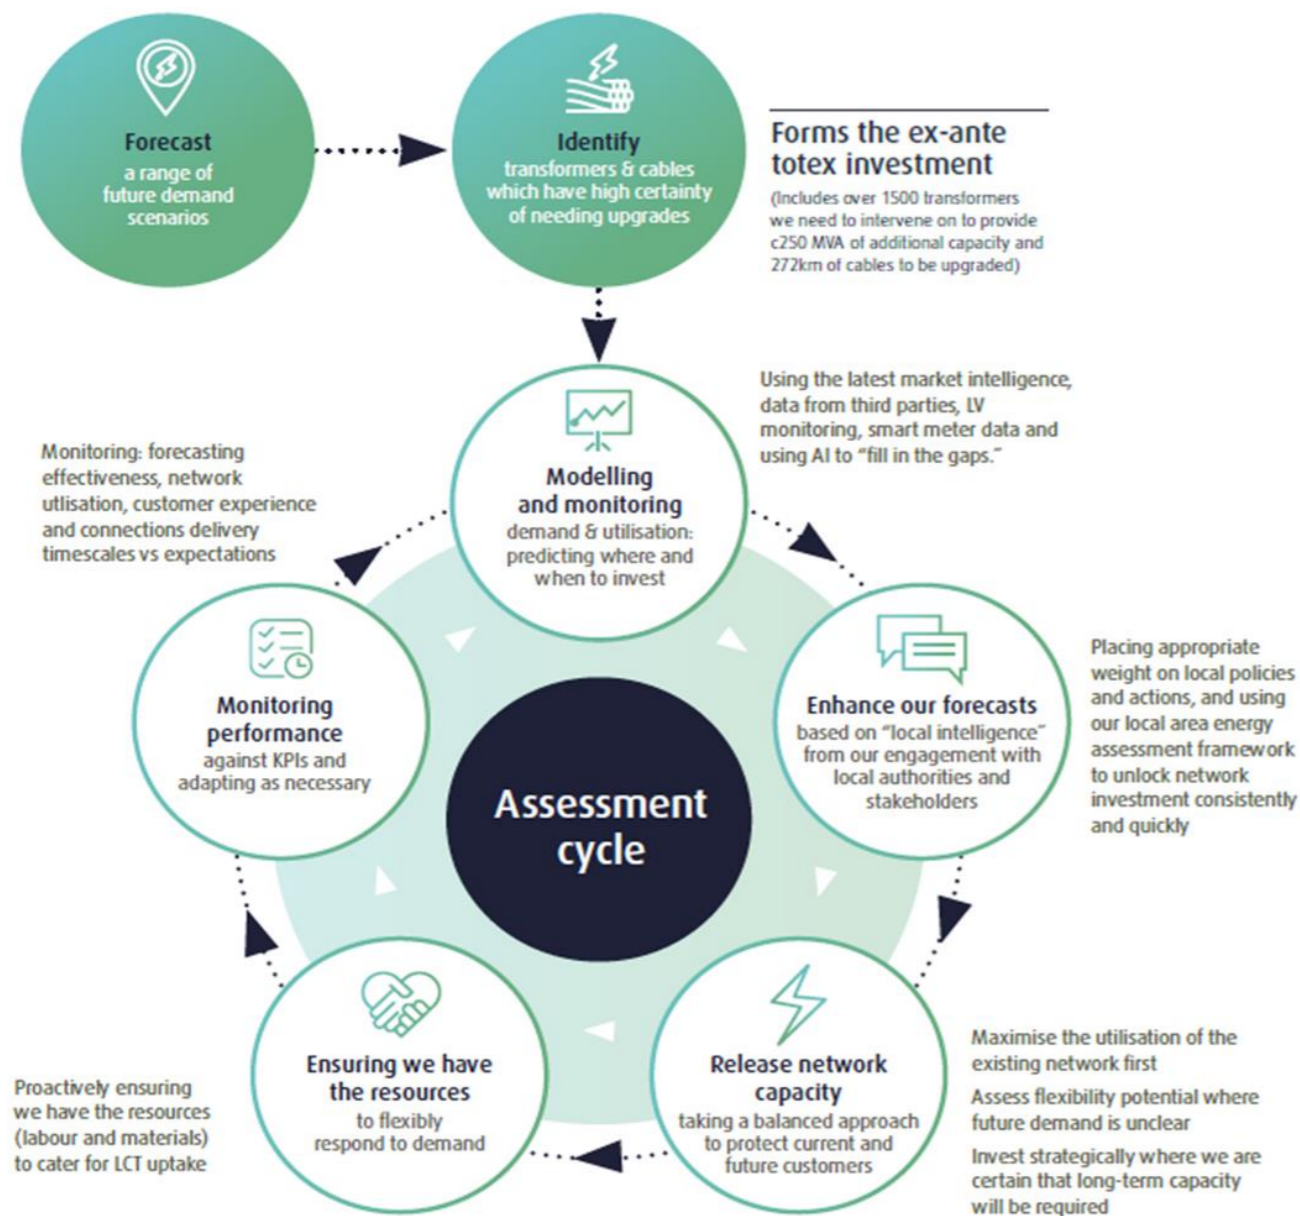 Forecast
a range of
future demand
scenarios
Identify
transformers & cables
which have high certainty
of needing upgrades
Forms the ex-ante
totex investment
(Includes over 1500 transformers
we need to intervene on to provide
c250 MVA of additional capacity and
272km of cables to be upgraded)
Modelling
and monitoring
demand & utilisation:
predicting where and
when to invest
Using the latest market intelligence,
data from third parties, LV
monitoring, smart meter data and
using AI to “fill in the gaps.”
Enhance our forecasts
based on “local intelligence”
from our engagement with
local authorities and
stakeholders
Placing appropriate
weight on local policies
and actions, and using
our local area energy
assessment framework
to unlock network
investment consistently
and quickly
Release network
capacity
taking a balanced approach
to protect current and
future customers
Maximise the utilisation of the
existing network first
Assess flexibility potential where
future demand is unclear
Invest strategically where we are
certain that long-term capacity
will be required
Ensuring we have
the resources
to flexibly
respond to demand
Proactively ensuring
we have the resources
(labour and materials)
to cater for LCT uptake
Monitoring
performance
against KPIs and
adapting as necessary
Monitoring: forecasting
effectiveness, network
utlisation, customer experience
and connections delivery
timescales vs expectations
Assessment
cycle